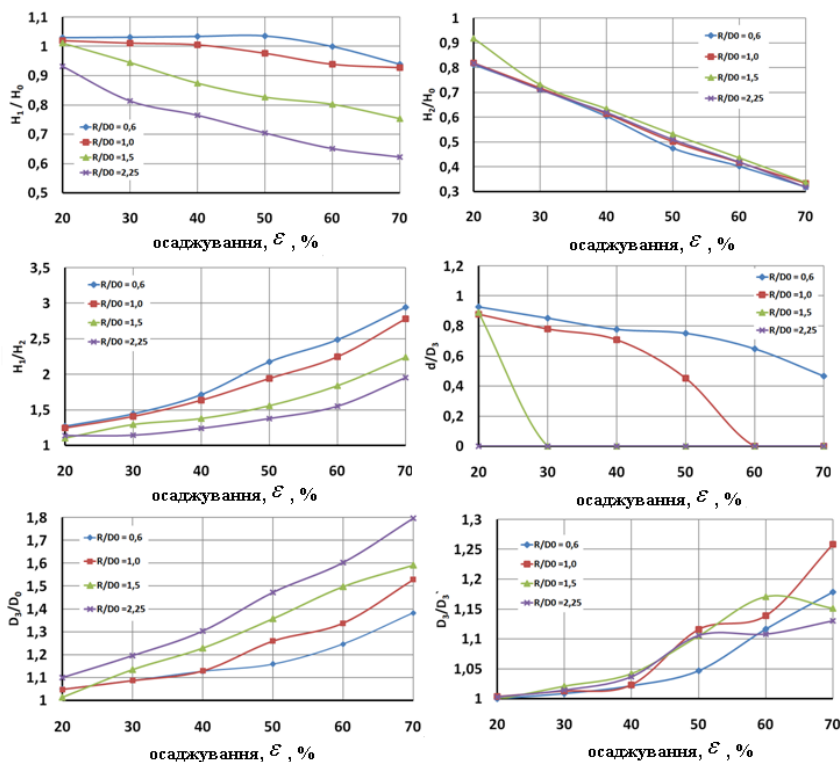 H₁ / H₀
1,1
1
0,9
0,8
0,7
0,6
0,5
R/D0 = 0,6
R/D0 =1,0
R/D0 = 1,5
R/D0 =2,25
20 30 40 50 60 70
осаджування, ε , %
H₂/H₀
1
0,9
0,8
0,7
0,6
0,5
0,4
0,3
R/D0 = 0,6
R/D0 =1,0
R/D0 =1,5
R/D0 =2,25
20 30 40 50 60 70
осаджування, ε , %
H₁/H₂
3,5
3
2,5
2
1,5
1
R/D0 = 0,6
R/D0 =1,0
R/D0 =1,5
R/D0 =2,25
20 30 40 50 60 70
осаджування, ε , %
d/D₃
1,2
1
0,8
0,6
0,4
0,2
0
R/D0 = 0,6
R/D0 =1,0
R/D0 =1,5
R/D0 =2,25
20 30 40 50 60 70
осаджування, ε , %
D₃/D₀
1,8
1,7
1,6
1,5
1,4
1,3
1,2
1,1
1
R/D0 = 0,6
R/D0 =1,0
R/D0 =1,5
R/D0 =2,25
20 30 40 50 60 70
осаджування, ε , %
D₃/D₃`
1,3
1,25
1,2
1,15
1,1
1,05
1
R/D0 = 0,6
R/D0 =1,0
R/D0 =1,5
R/D0 =2,25
20 30 40 50 60 70
осаджування, ε , %